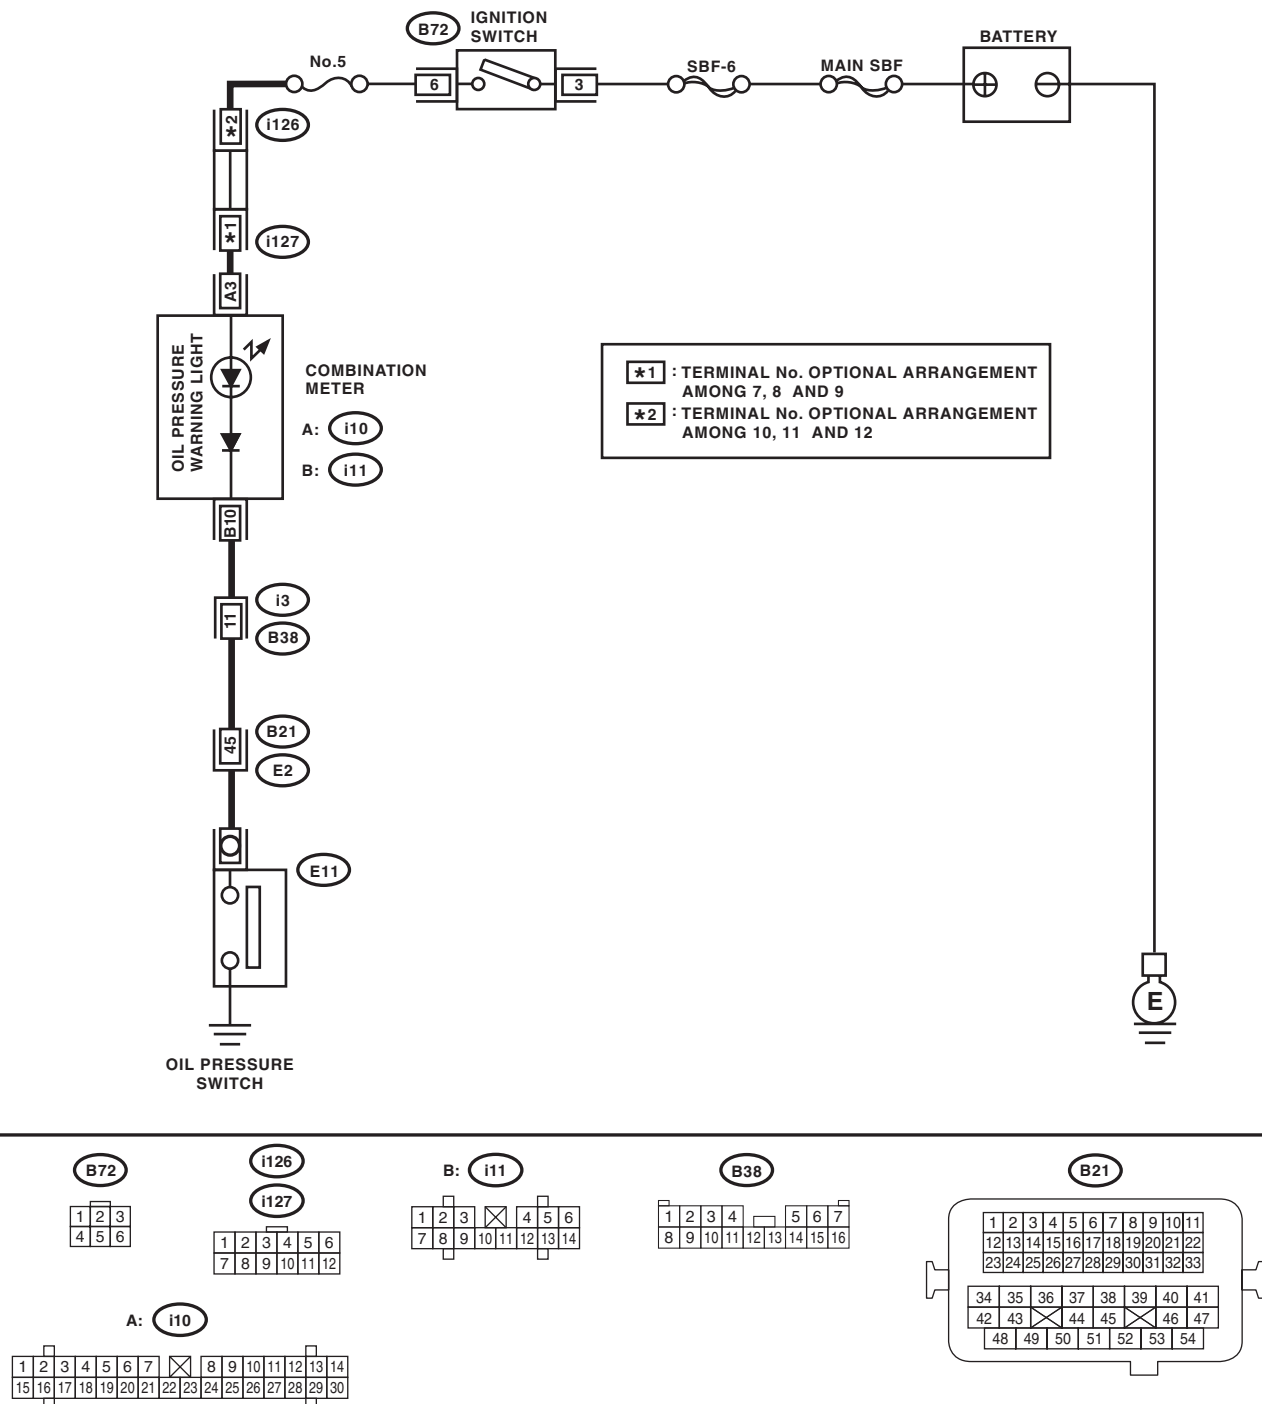 B72
IGNITION
SWITCH
BATTERY
No.5
SBF-6
MAIN SBF
6
3
*2
i126
*1
i127
A3
OIL PRESSURE
WARNING LIGHT
COMBINATION
METER
A: i10
B: i11
*1 : TERMINAL No. OPTIONAL ARRANGEMENT
AMONG 7, 8 AND 9
*2 : TERMINAL No. OPTIONAL ARRANGEMENT
AMONG 10, 11 AND 12
B10
i3
11
B38
B21
45
E2
E11
E
OIL PRESSURE
SWITCH
B72
1 2 3
4 5 6
i126
i127
1 2 3 4 5 6
7 8 9 10 11 12
B: i11
1 2 3 4 5 6
7 8 9 10 11 12 13 14
B38
1 2 3 4 5 6 7
8 9 10 11 12 13 14 15 16
B21
1 2 3 4 5 6 7 8 9 10 11
12 13 14 15 16 17 18 19 20 21 22
23 24 25 26 27 28 29 30 31 32 33
34 35 36 37 38 39 40 41
42 43 44 45 46 47
48 49 50 51 52 53 54
A: i10
1 2 3 4 5 6 7 8 9 10 11 12 13 14
15 16 17 18 19 20 21 22 23 24 25 26 27 28 29 30